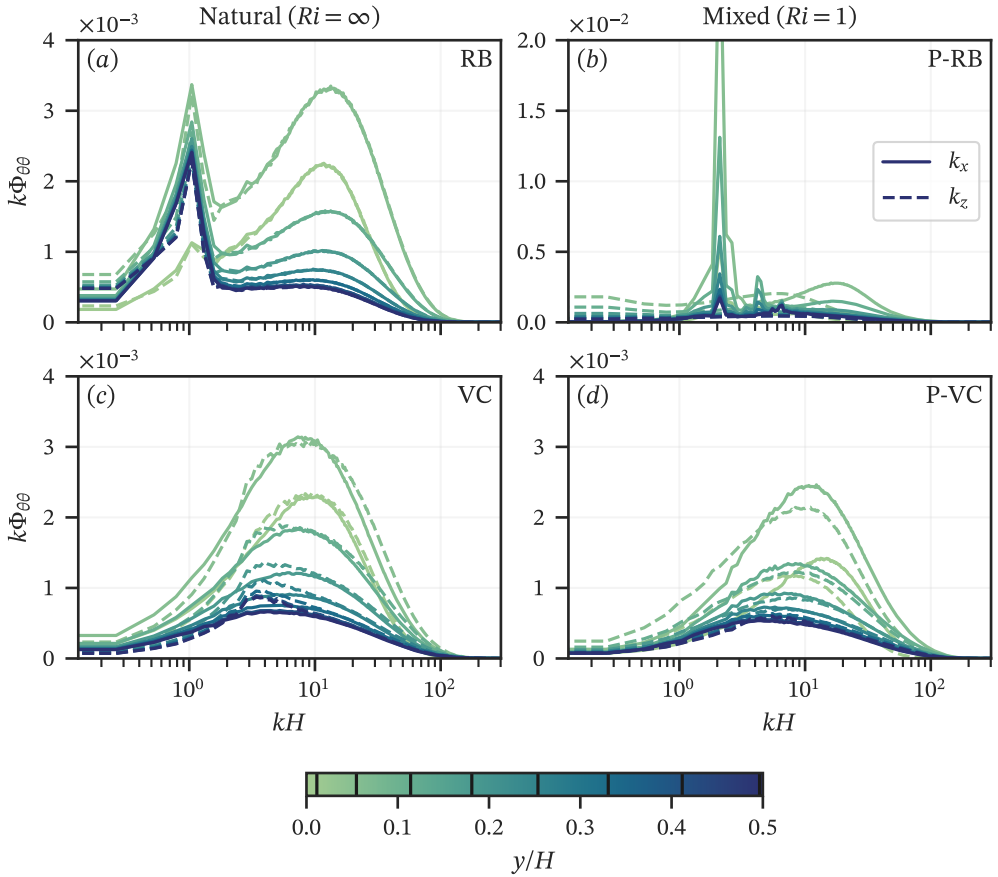 Natural (Ri = ∞)
Mixed (Ri = 1)
×10⁻³
(a)
RB
4
3
2
1
0
kΦθθ
×10⁻²
(b)
P-RB
2.0
1.5
1.0
0.5
0.0
kₓ
k_z
×10⁻³
(c)
VC
4
3
2
1
0
kΦθθ
10⁰
10¹
10²
kH
×10⁻³
(d)
P-VC
4
3
2
1
0
10⁰
10¹
10²
kH
0.0
0.1
0.2
0.3
0.4
0.5
y/H